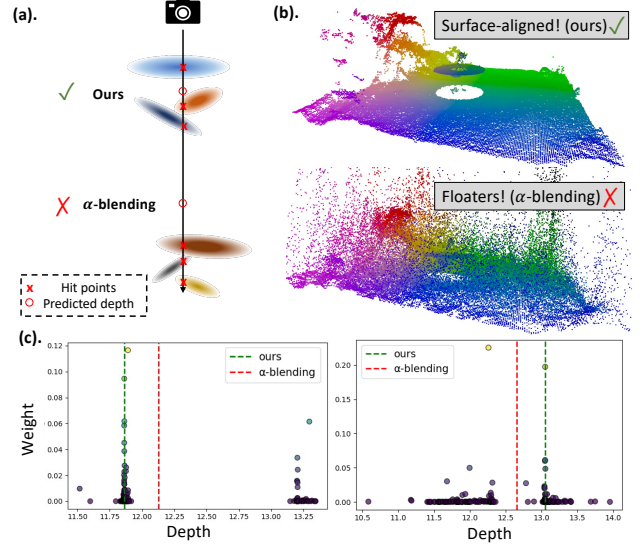 (a).
✓ Ours
✗ α-blending
x Hit points
○ Predicted depth
(b).
Surface-aligned! (ours) ✓
Floaters! (α-blending) ✗
(c).
Weight
0.12
0.10
0.08
0.06
0.04
0.02
0.00
ours
α-blending
11.50 11.75 12.00 12.25 12.50 12.75 13.00 13.25
Depth
0.20
0.15
0.10
0.05
0.00
ours
α-blending
10.5 11.0 11.5 12.0 12.5 13.0 13.5 14.0
Depth